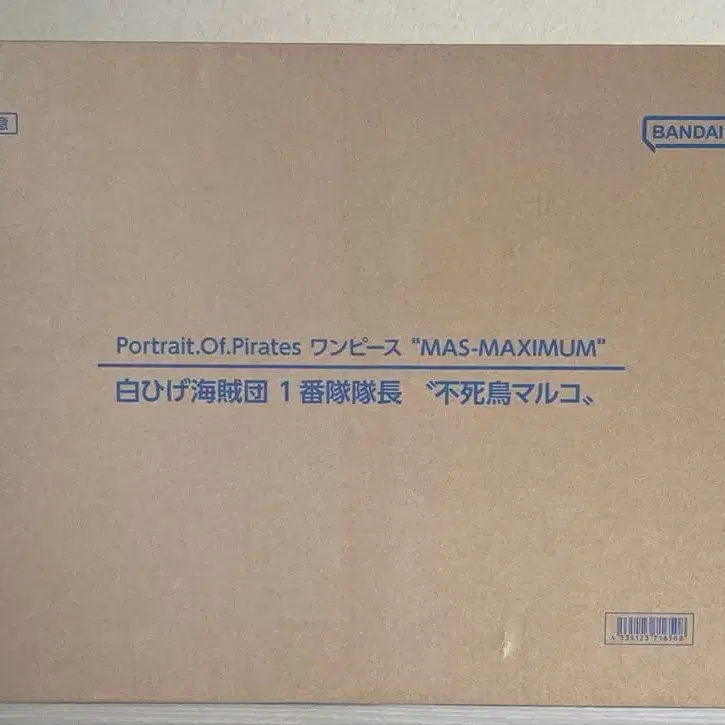 意
BANDAI
Portrait.Of.Pirates ワンピース "MAS-MAXIMUM"
白ひげ海賊団 1番隊隊長 〝不死鳥マルコ〟